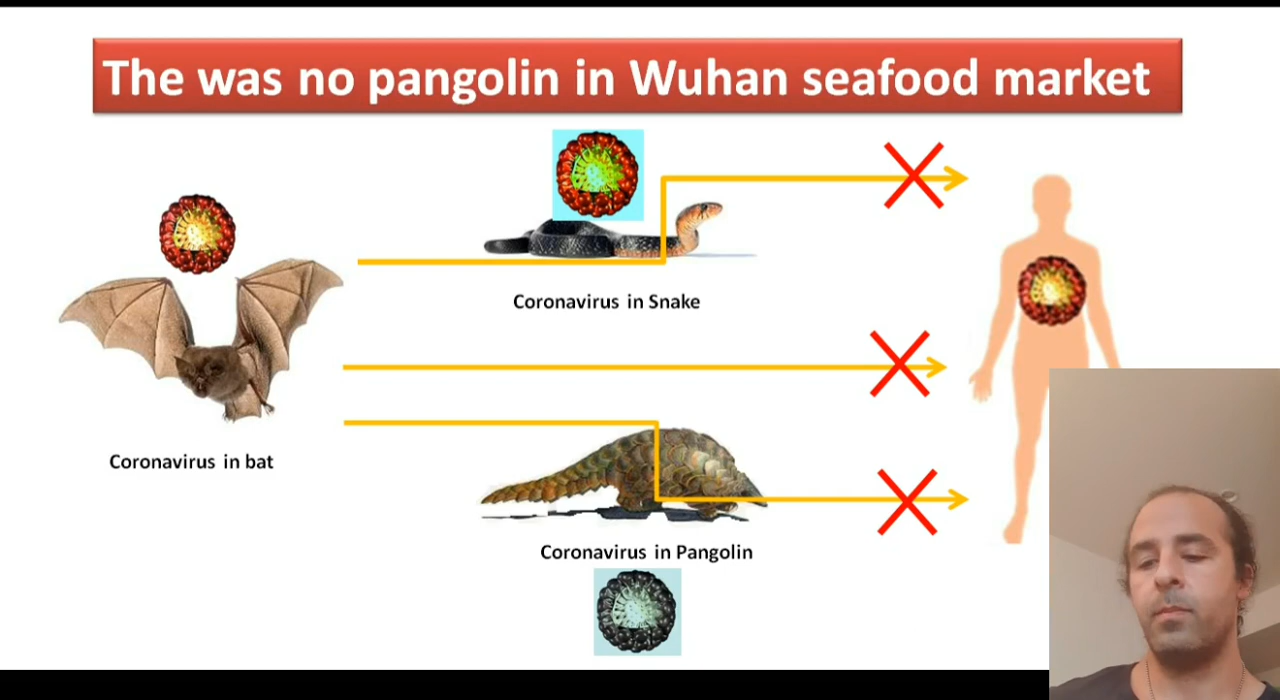 The was no pangolin in Wuhan seafood market
Coronavirus in Snake
Coronavirus in bat
Coronavirus in Pangolin